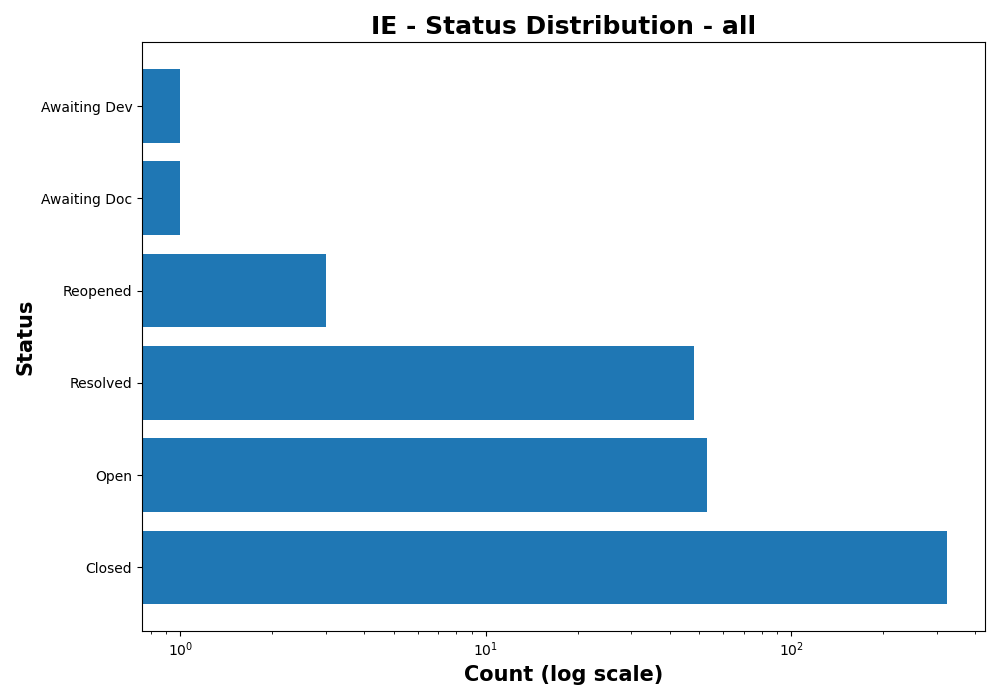 IE - Status Distribution - all
Awaiting Dev
Awaiting Doc
Reopened
Resolved
Open
Closed
Status
10⁰
10¹
10²
Count (log scale)